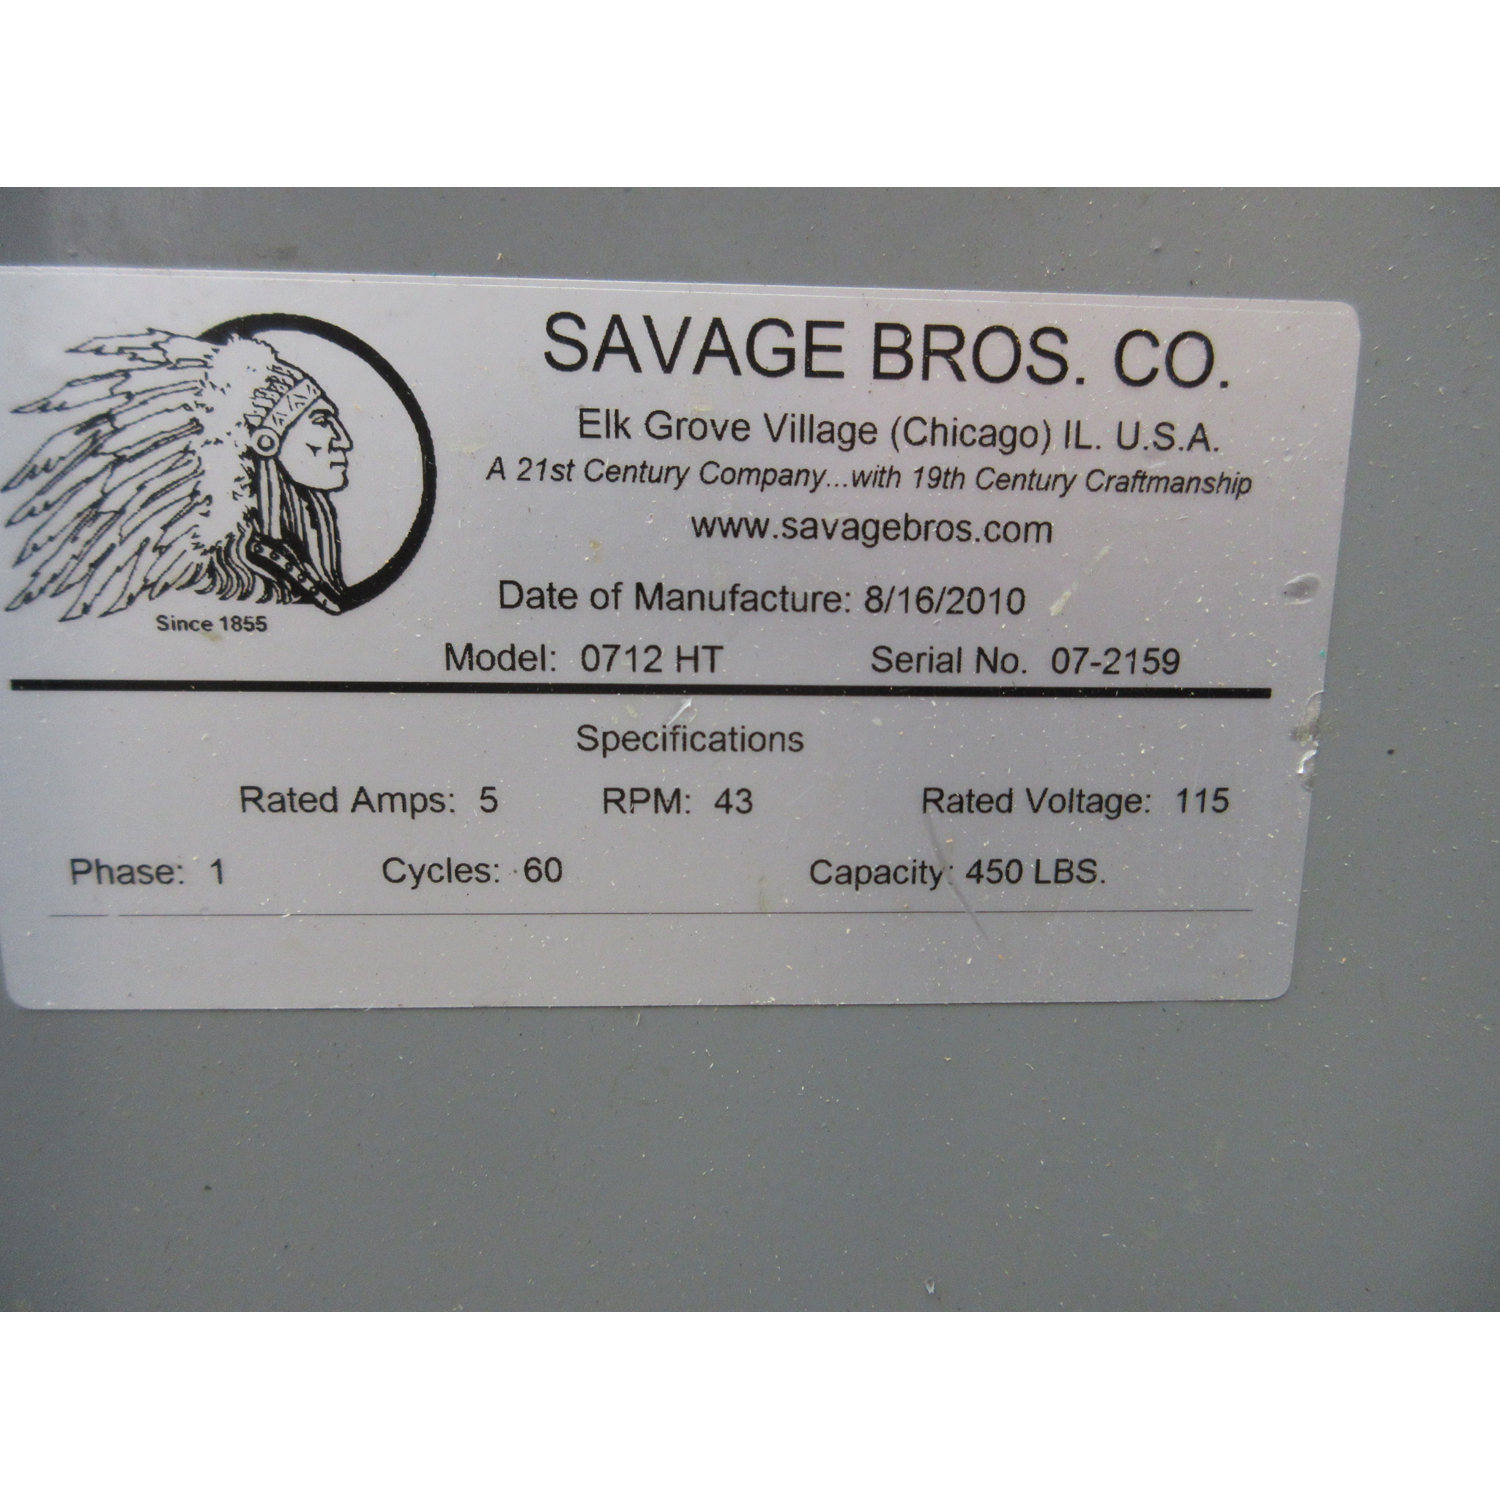 SAVAGE BROS. CO.
Elk Grove Village (Chicago) IL. U.S.A.
A 21st Century Company...with 19th Century Craftmanship
www.savagebros.com
Date of Manufacture: 8/16/2010
Since 1855
Model: 0712 HT Serial No. 07-2159
Specifications
Rated Amps: 5 RPM: 43 Rated Voltage: 115
Phase: 1 Cycles: 60 Capacity: 450 LBS.